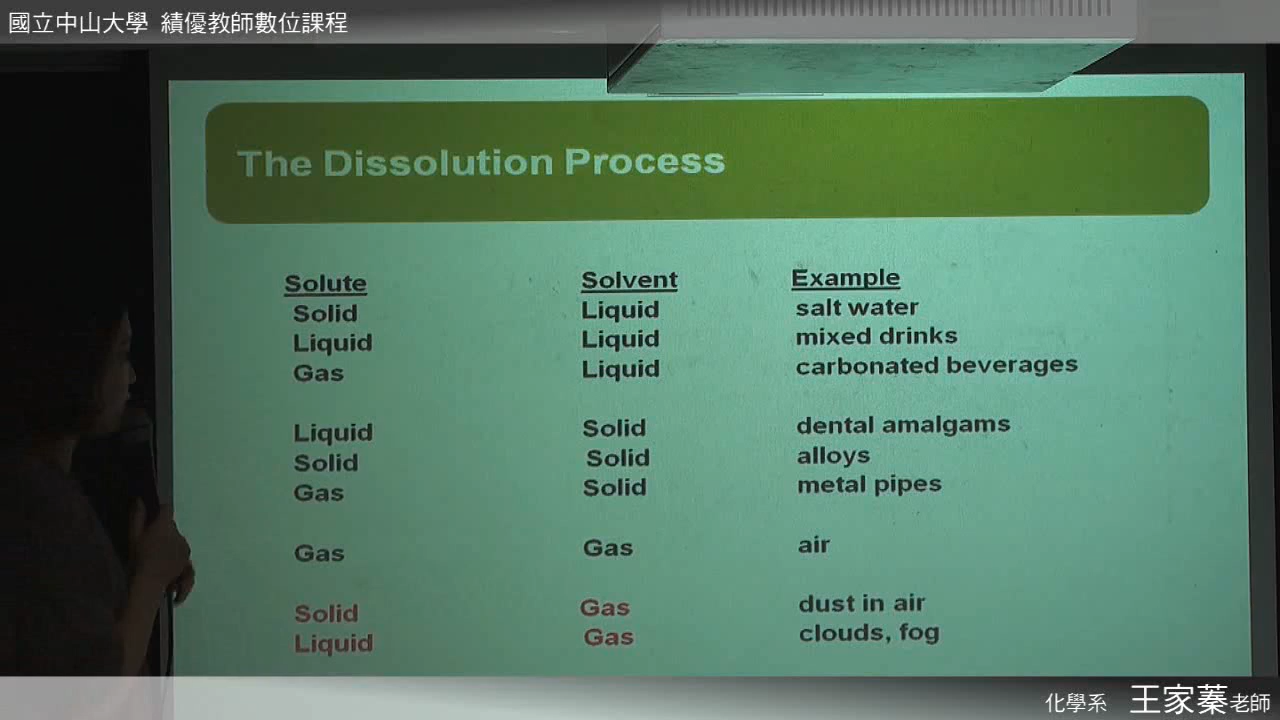 國立中山大學 績優教師數位課程
The Dissolution Process
Solute Solvent Example
Solid Liquid salt water
Liquid Liquid mixed drinks
Gas Liquid carbonated beverages
Liquid Solid dental amalgams
Solid Solid alloys
Gas Solid metal pipes
Gas Gas air
Solid Gas dust in air
Liquid Gas clouds, fog
化學系 王家蓁老師